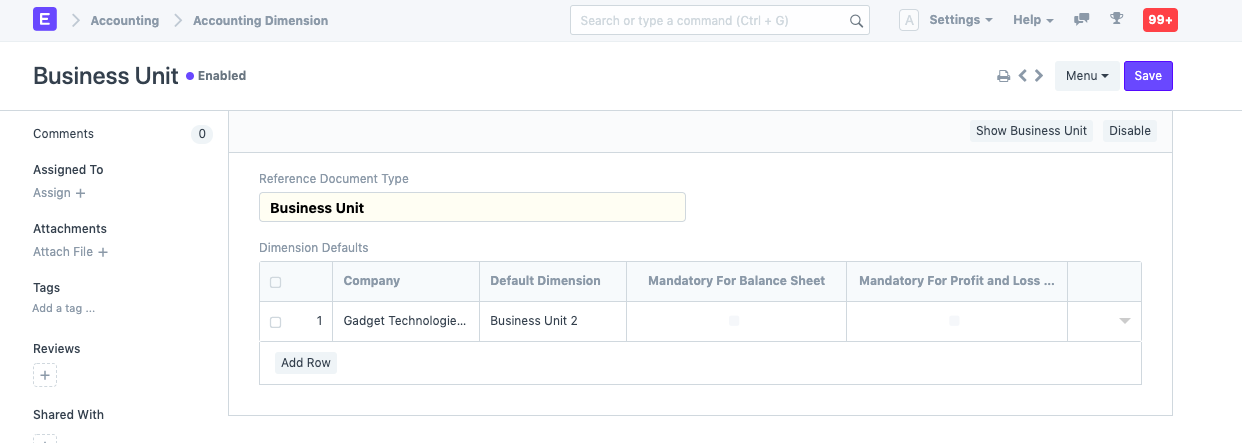 E Accounting Accounting Dimension Search or type a command (Ctrl + G) A Settings Help 99+
Business Unit Enabled Menu Save
Comments 0
Show Business Unit Disable
Assigned To
Assign +
Attachments
Attach File +
Tags
Add a tag ...
Reviews
+
Shared With
Reference Document Type
Business Unit
Dimension Defaults
Company Default Dimension Mandatory For Balance Sheet Mandatory For Profit and Loss ...
1 Gadget Technologie... Business Unit 2
Add Row